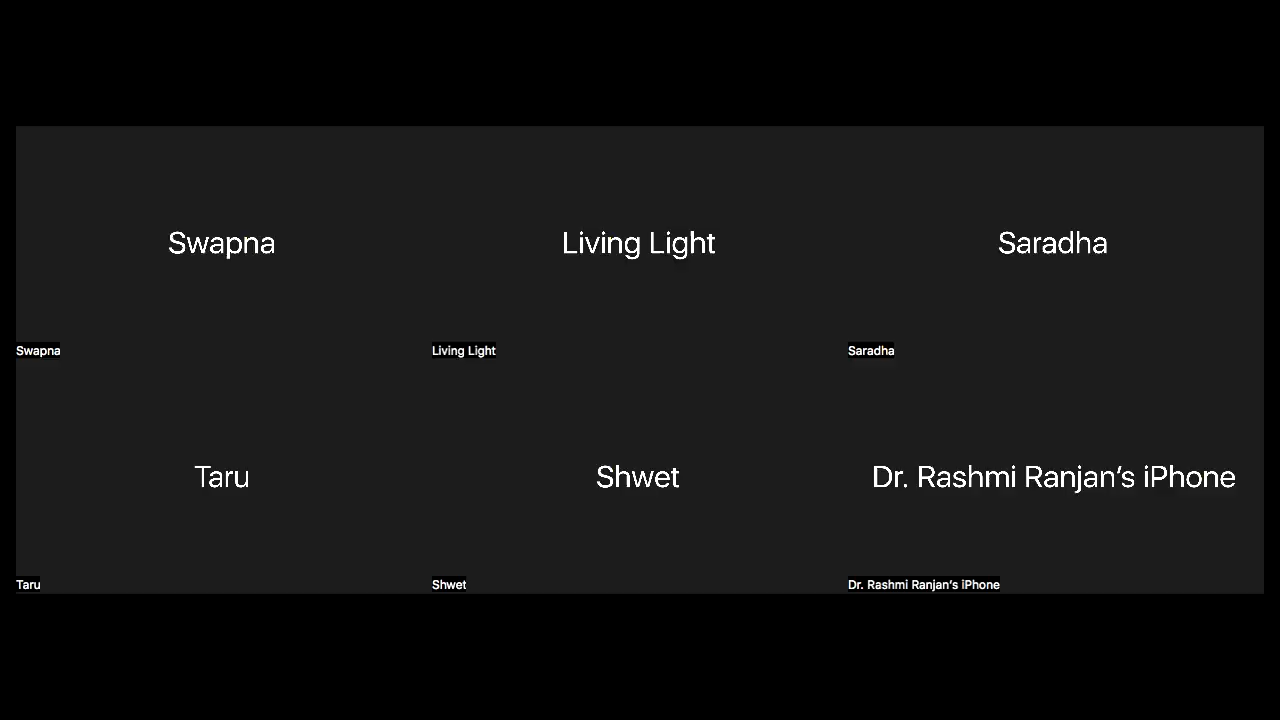 Swapna
Living Light
Saradha
Swapna
Living Light
Saradha
Taru
Shwet
Dr. Rashmi Ranjan’s iPhone
Taru
Shwet
Dr. Rashmi Ranjan’s iPhone